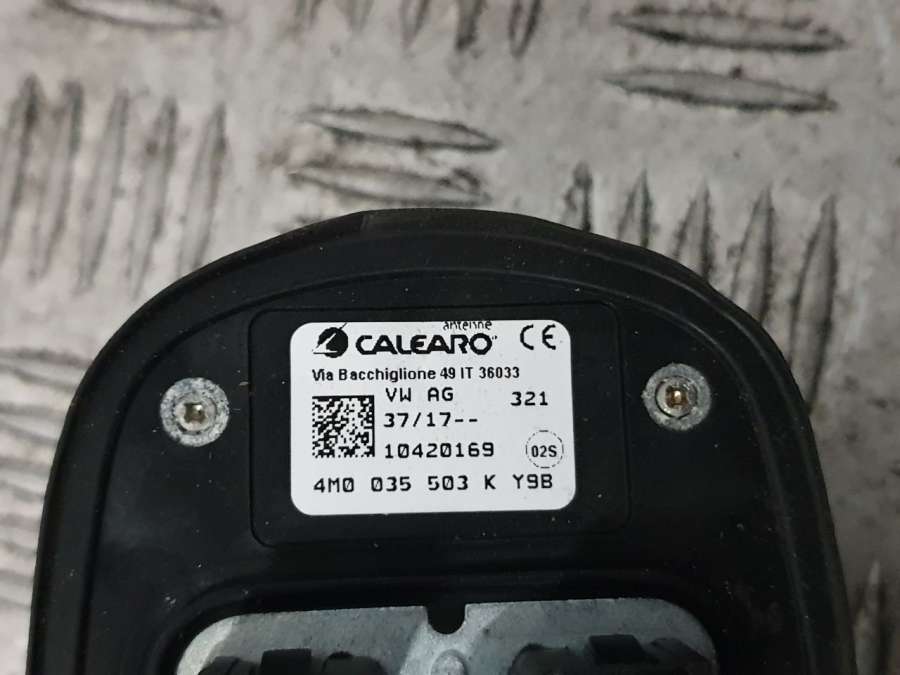 antenne
CALEARO CE
Via Bacchiglione 49 IT 36033
VW AG 321
37/17--
10420169 02S
4M0 035 503 K Y9B